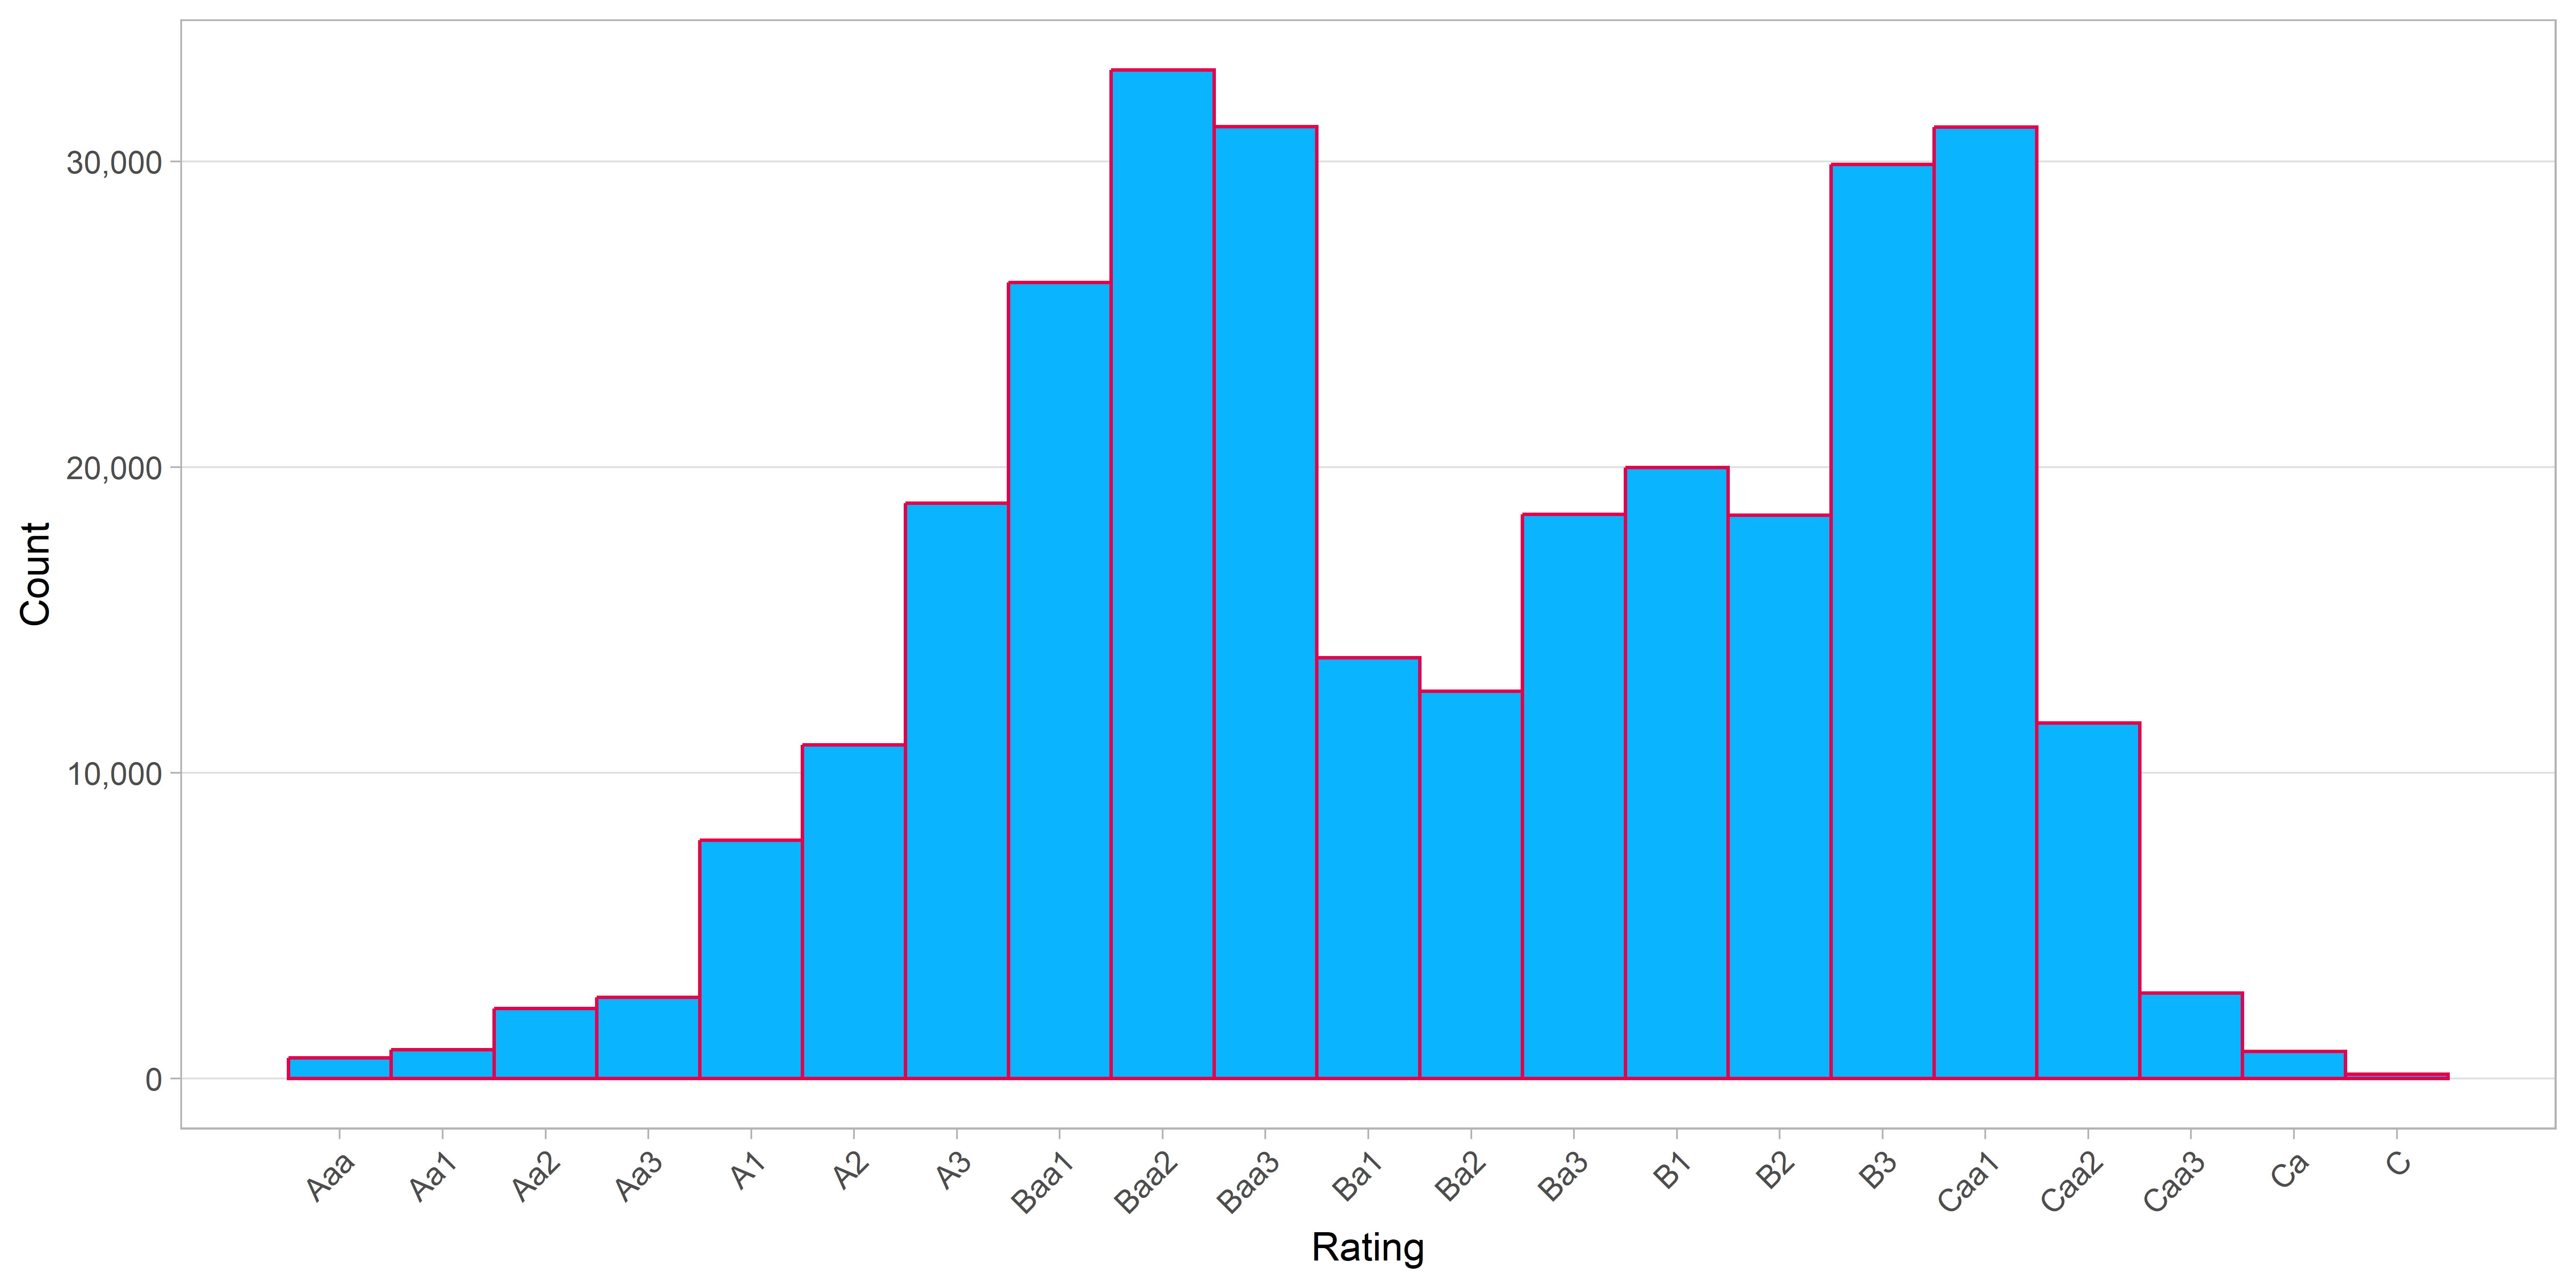 Count
30,000
20,000
10,000
0
Aaa Aa1 Aa2 Aa3 A1 A2 A3 Baa1 Baa2 Baa3 Ba1 Ba2 Ba3 B1 B2 B3 Caa1 Caa2 Caa3 Ca C
Rating